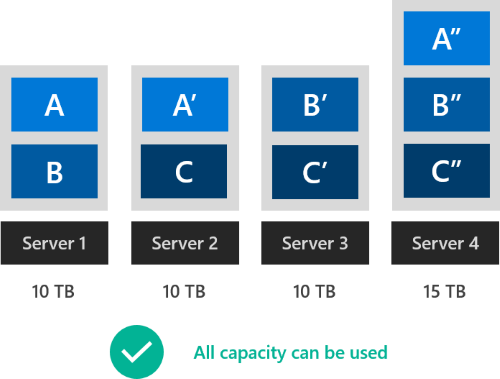 A”
A A’ B’ B”
B C C’ C”
Server 1 Server 2 Server 3 Server 4
10 TB 10 TB 10 TB 15 TB
All capacity can be used